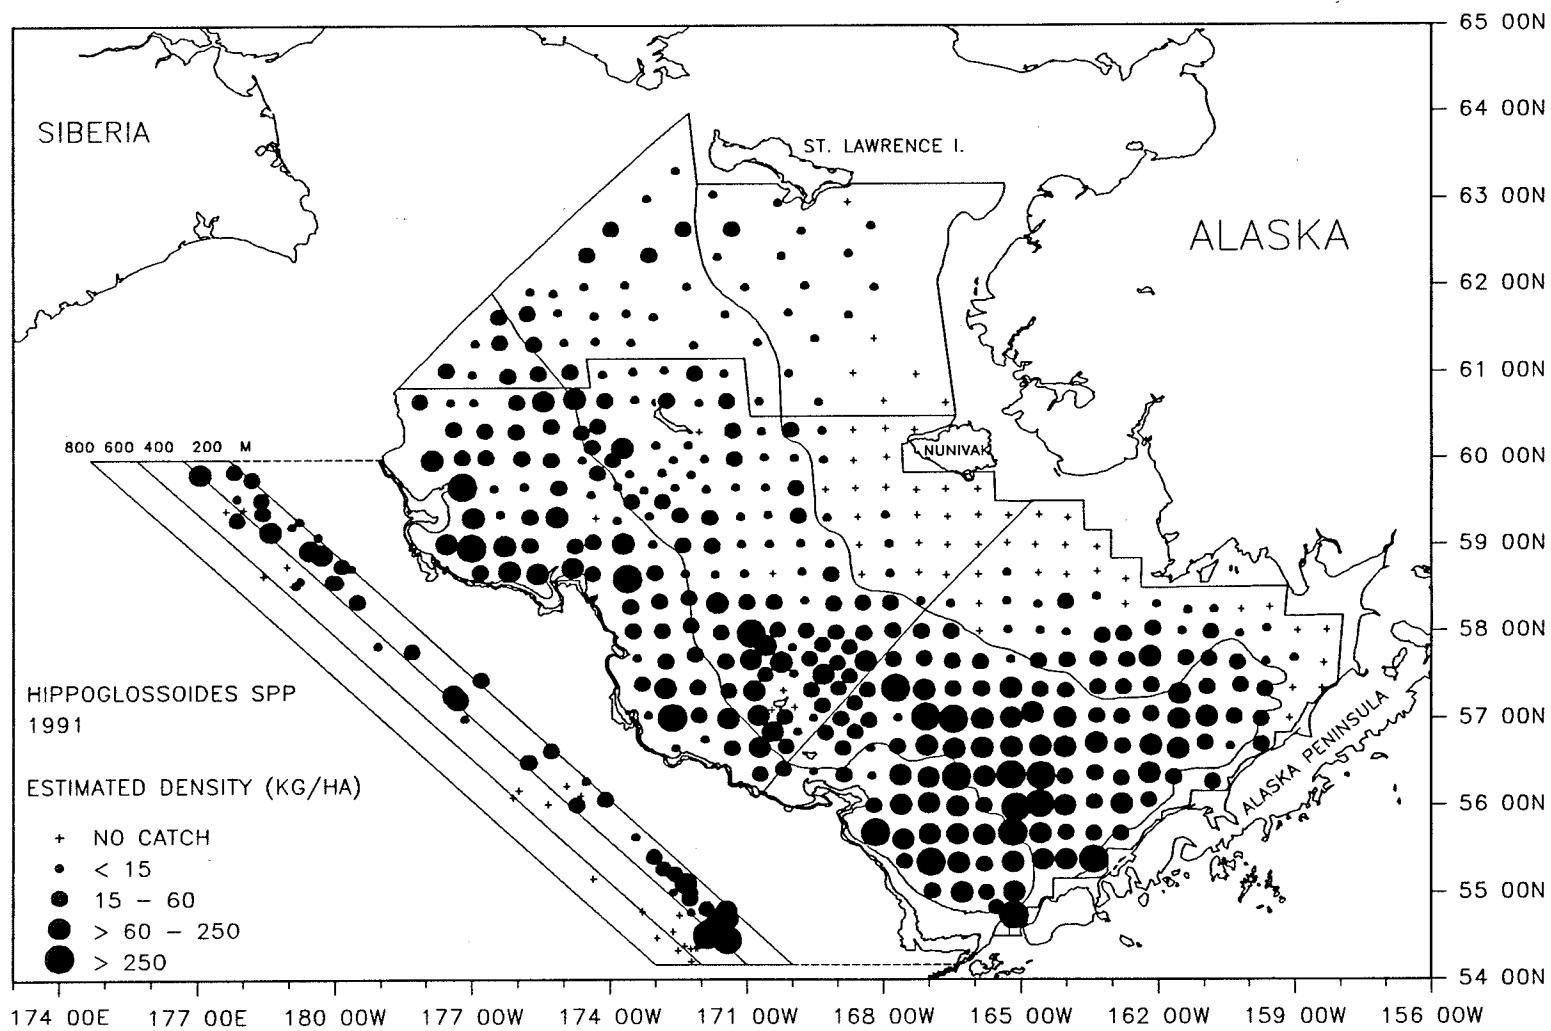 65 00N
64 00N
63 00N
62 00N
61 00N
60 00N
59 00N
58 00N
57 00N
56 00N
55 00N
54 00N
SIBERIA
ST. LAWRENCE I.
ALASKA
NUNIVAK
800 600 400 200 M
HIPPOGLOSSOIDES SPP
1991
ALASKA PENINSULA
ESTIMATED DENSITY (KG/HA)
+ NO CATCH
< 15
15 - 60
> 60 - 250
> 250
174 00E 177 00E 180 00W 177 00W 174 00W 171 00W 168 00W 165 00W 162 00W 159 00W 156 00W